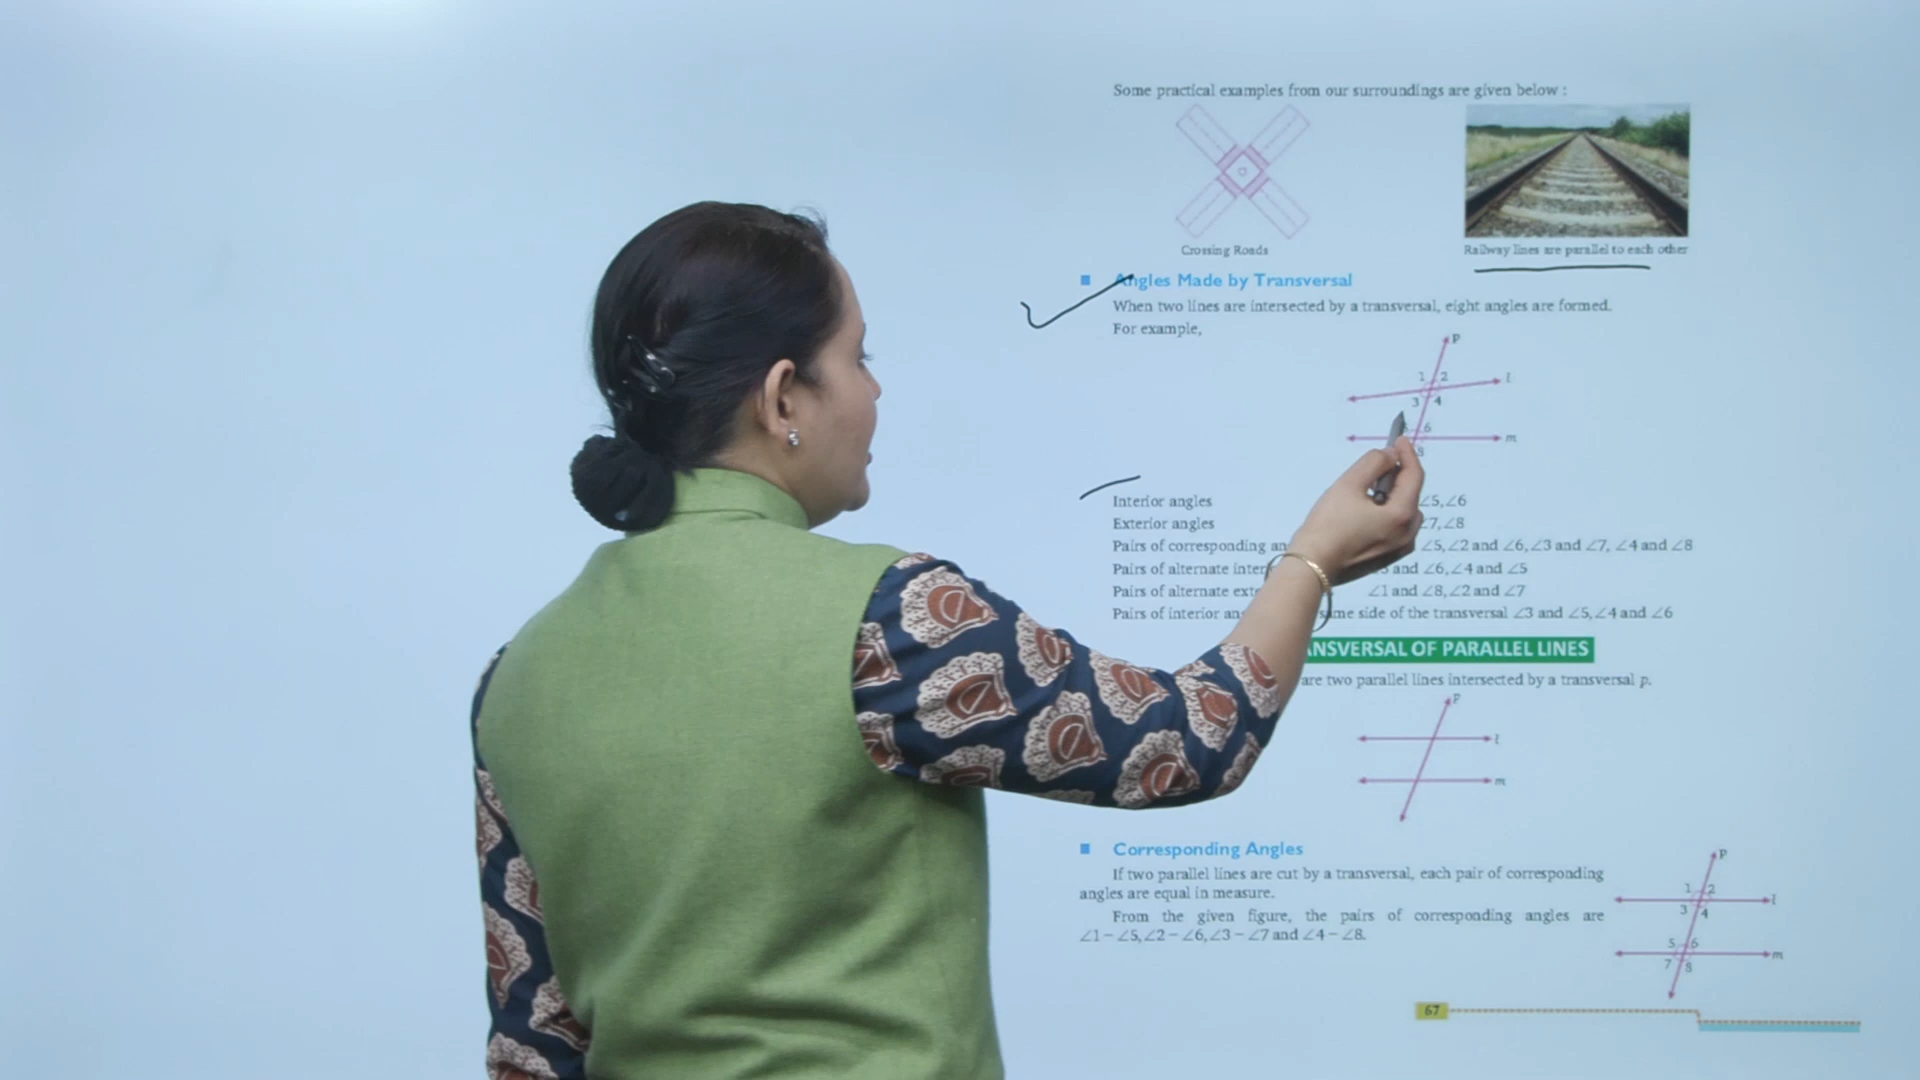 Some practical examples from our surroundings are given below :
Crossing Roads
Railway lines are parallel to each other
Angles Made by Transversal
When two lines are intersected by a transversal, eight angles are formed.
For example,
p
1 2 l
3 4
6
m
8
Interior angles ∠5,∠6
Exterior angles ∠7,∠8
Pairs of corresponding ∠5,∠2 and ∠6,∠3 and ∠7, ∠4 and ∠8
Pairs of alternate and ∠6,∠4 and ∠5
Pairs of alternate ∠1 and ∠8,∠2 and ∠7
Pairs of interior same side of the transversal ∠3 and ∠5,∠4 and ∠6
OF PARALLEL LINES
are two parallel lines intersected by a transversal p.
p
l
m
Corresponding Angles
If two parallel lines are cut by a transversal, each pair of corresponding
angles are equal in measure.
From the given figure, the pairs of corresponding angles are
∠1 – ∠5,∠2 – ∠6,∠3 – ∠7 and ∠4 – ∠8.
p
1 2
l
3 4
5 6
m
7 8
67